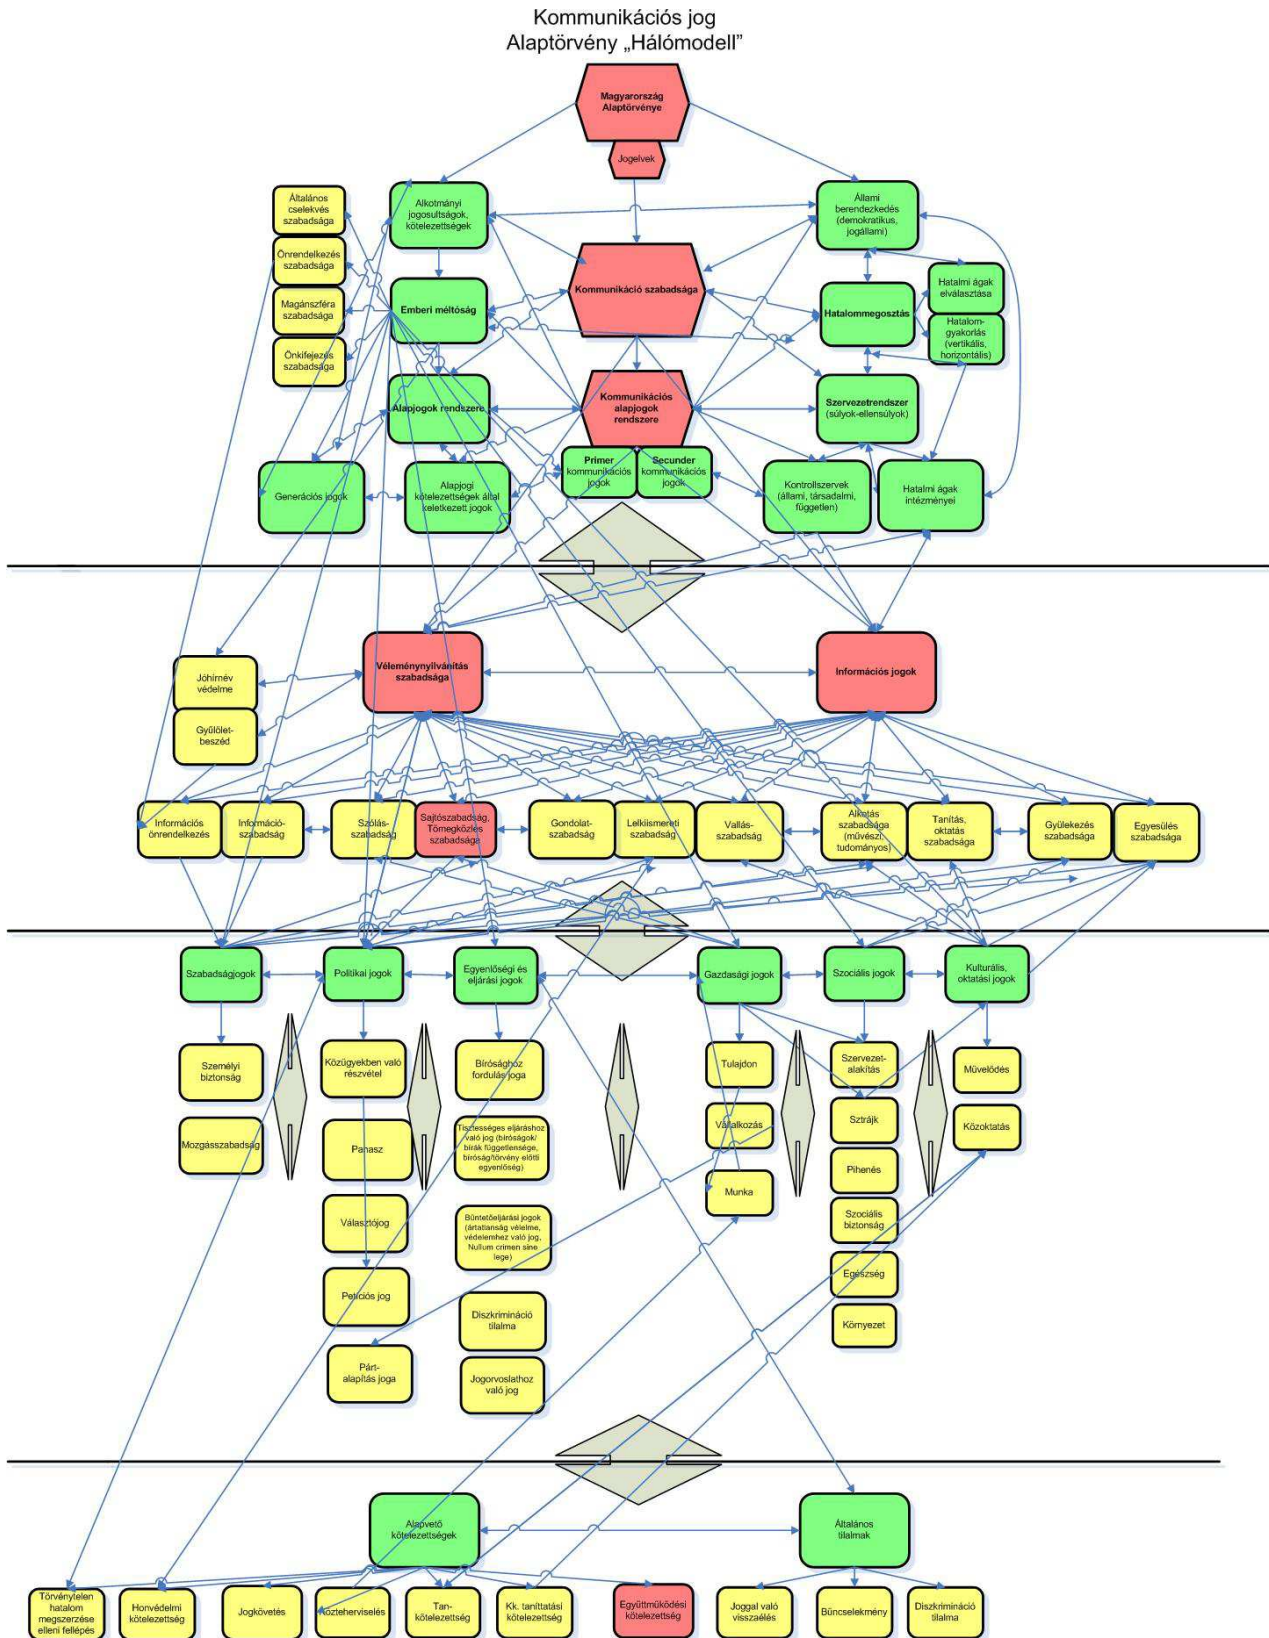 Kommunikációs jog
Alaptörvény „Hálómodell”
Magyarország
Alaptörvénye
Jogelvek
Általános
cselekvés
szabadsága
Önrendelkezés
szabadsága
Magánszféra
szabadsága
Önkifejezés
szabadsága
Alkotmányi
jogosultságok,
kötelezettségek
Állami
berendezkedés
(demokratikus,
jogállami)
Kommunikáció szabadsága
Emberi méltóság
Hatalommegosztás
Hatalmi ágak
elválasztása
Hatalom-
gyakorlás
(vertikális,
horizontális)
Alapjogok rendszere
Kommunikációs
alapjogok
rendszere
Szervezetrendszer
(súlyok-ellensúlyok)
Primer
kommunikációs
jogok
Secunder
kommunikációs
jogok
Generációs jogok
Alapjogi
kötelezettségek által
keletkezett jogok
Kontrollszervek
(állami, társadalmi,
független)
Hatalmi ágak
intézményei
Véleménynyilvánítás
szabadsága
Információs jogok
Jóhírnév
védelme
Gyűlölet-
beszéd
Információs
önrendelkezés
Információ-
szabadság
Szólás-
szabadság
Sajtószabadság,
Tömegközlés
szabadsága
Gondolat-
szabadság
Lelkiismereti
szabadság
Vallás-
szabadság
Alkotás
szabadsága
(művészi,
tudományos)
Tanítás,
oktatás
szabadsága
Gyülekezés
szabadsága
Egyesülés
szabadsága
Szabadságjogok
Politikai jogok
Egyenlőségi és
eljárási jogok
Gazdasági jogok
Szociális jogok
Kulturális,
oktatási jogok
Személyi
biztonság
Mozgásszabadság
Közügyekben való
részvétel
Panasz
Választójog
Petíciós jog
Párt-
alapítás joga
Bírósághoz
fordulás joga
Tisztességes eljáráshoz
való jog (bíróságok/
bírák függetlensége,
bíróság/törvény előtti
egyenlőség)
Büntetőeljárási jogok
(ártatlanság vélelme,
védelemhez való jog,
Nullum crimen sine
lege)
Diszkrimináció
tilalma
Jogorvoslathoz
való jog
Tulajdon
Vállalkozás
Munka
Szervezet-
alakítás
Sztrájk
Pihenés
Szociális
biztonság
Egészség
Környezet
Művelődés
Közoktatás
Alapvető
kötelezettségek
Általános
tilalmak
Törvénytelen
hatalom
megszerzése
elleni fellépés
Honvédelmi
kötelezettség
Jogkövetés
Közteherviselés
Tan-
kötelezettség
Kk. taníttatási
kötelezettség
Együttműködési
kötelezettség
Joggal való
visszaélés
Bűncselekmény
Diszkrimináció
tilalma